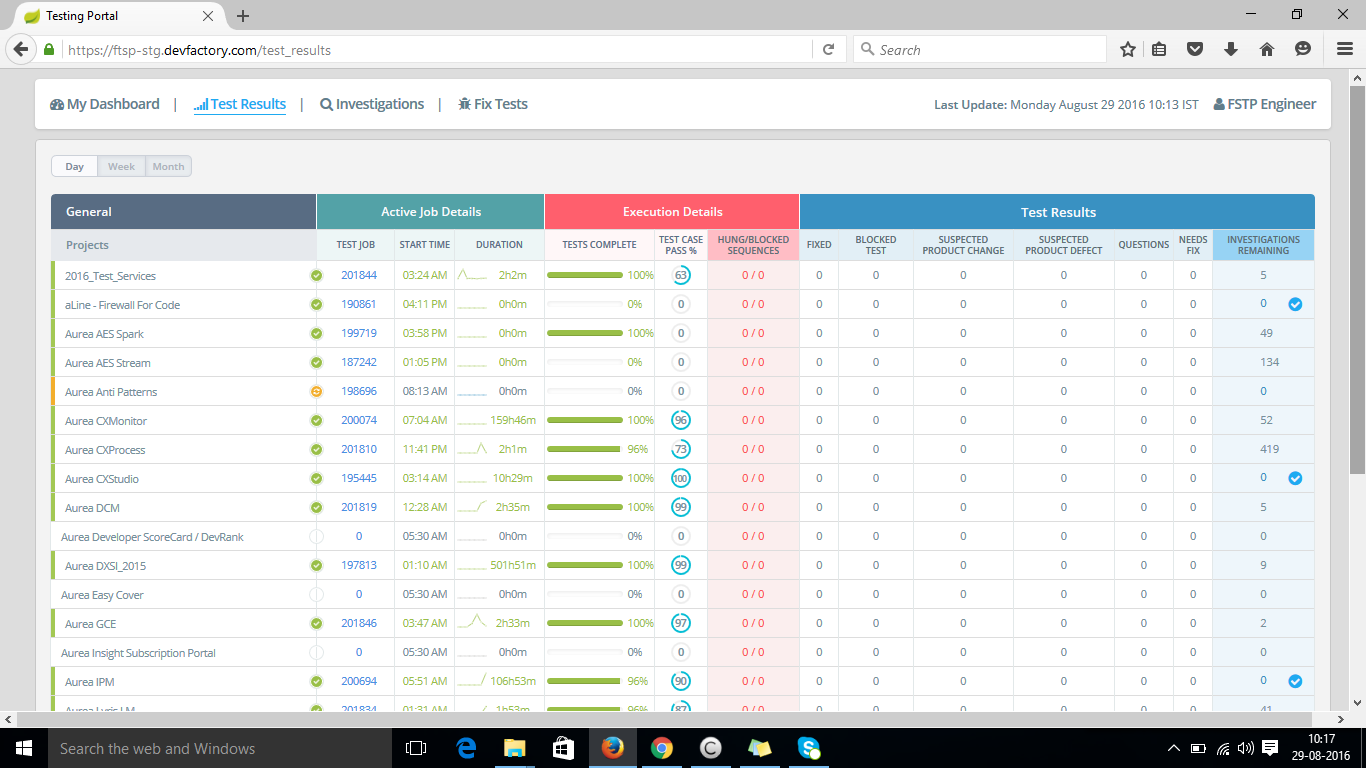 Testing Portal
https://ftsp-stg.devfactory.com/test_results
Search
My Dashboard | Test Results | Investigations | Fix Tests
Last Update: Monday August 29 2016 10:13 IST FSTP Engineer
Day Week Month
General Active Job Details Execution Details Test Results
Projects TEST JOB START TIME DURATION TESTS COMPLETE TEST CASE PASS % HUNG/BLOCKED SEQUENCES FIXED BLOCKED TEST SUSPECTED PRODUCT CHANGE SUSPECTED PRODUCT DEFECT QUESTIONS NEEDS FIX INVESTIGATIONS REMAINING
2016_Test_Services 201844 03:24 AM 2h2m 100% 63 0 / 0 0 0 0 0 0 0 5
aLine - Firewall For Code 190861 04:11 PM 0h0m 0% 0 0 / 0 0 0 0 0 0 0 0
Aurea AES Spark 199719 03:58 PM 0h0m 100% 0 0 / 0 0 0 0 0 0 0 49
Aurea AES Stream 187242 01:05 PM 0h0m 0% 0 0 / 0 0 0 0 0 0 0 134
Aurea Anti Patterns 198696 08:13 AM 0h0m 0% 0 0 / 0 0 0 0 0 0 0 0
Aurea CXMonitor 200074 07:04 AM 159h46m 100% 96 0 / 0 0 0 0 0 0 0 52
Aurea CXProcess 201810 11:41 PM 2h1m 96% 73 0 / 0 0 0 0 0 0 0 419
Aurea CXStudio 195445 03:14 AM 10h29m 100% 100 0 / 0 0 0 0 0 0 0 0
Aurea DCM 201819 12:28 AM 2h35m 100% 99 0 / 0 0 0 0 0 0 0 5
Aurea Developer ScoreCard / DevRank 0 05:30 AM 0h0m 0% 0 0 / 0 0 0 0 0 0 0 0
Aurea DXSI_2015 197813 01:10 AM 501h51m 100% 99 0 / 0 0 0 0 0 0 0 9
Aurea Easy Cover 0 05:30 AM 0h0m 0% 0 0 / 0 0 0 0 0 0 0 0
Aurea GCE 201846 03:47 AM 2h33m 100% 97 0 / 0 0 0 0 0 0 0 2
Aurea Insight Subscription Portal 0 05:30 AM 0h0m 0% 0 0 / 0 0 0 0 0 0 0 0
Aurea IPM 200694 05:51 AM 106h53m 96% 90 0 / 0 0 0 0 0 0 0 0
Aurea Lyris LM 201834 01:31 AM 1h53m 96% 87 0 / 0 0 0 0 0 0 0 41
Search the web and Windows
10:17
29-08-2016